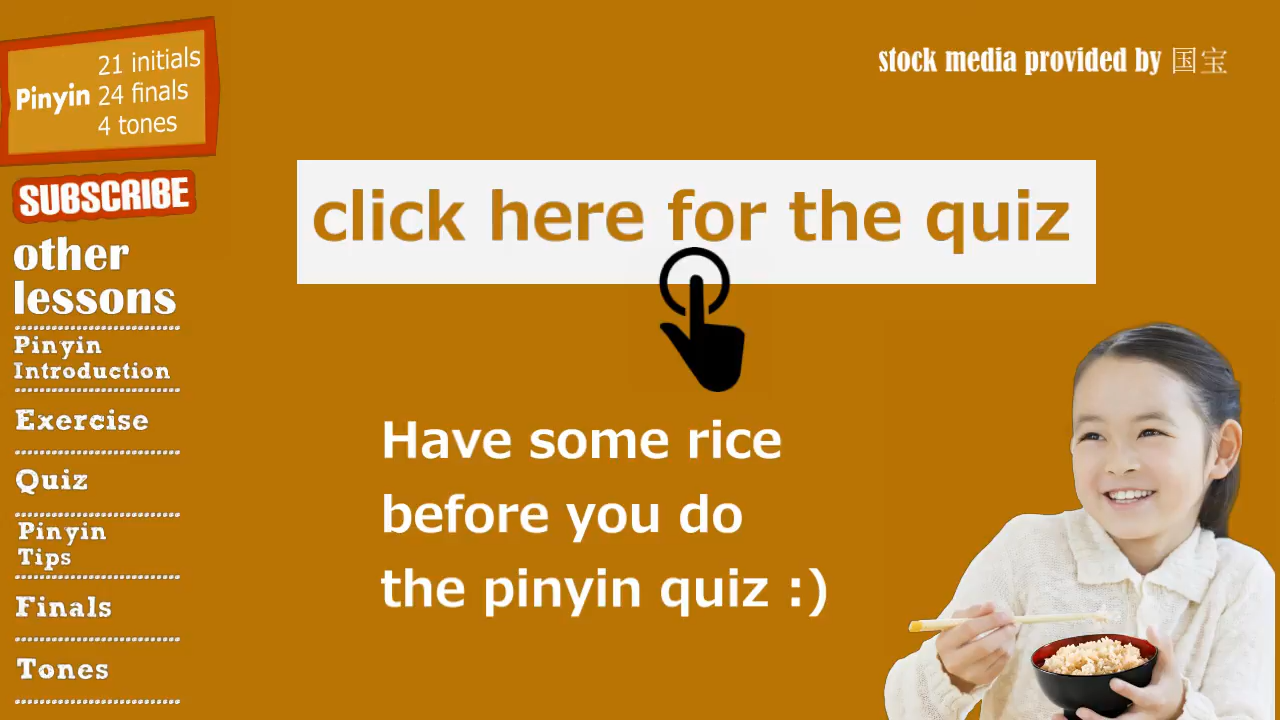 Pinyin
21 initials
24 finals
4 tones
SUBSCRIBE
other
lessons
Pinyin
Introduction
Exercise
Quiz
Pinyin
Tips
Finals
Tones
stock media provided by 国宝
click here for the quiz
Have some rice
before you do
the pinyin quiz :)